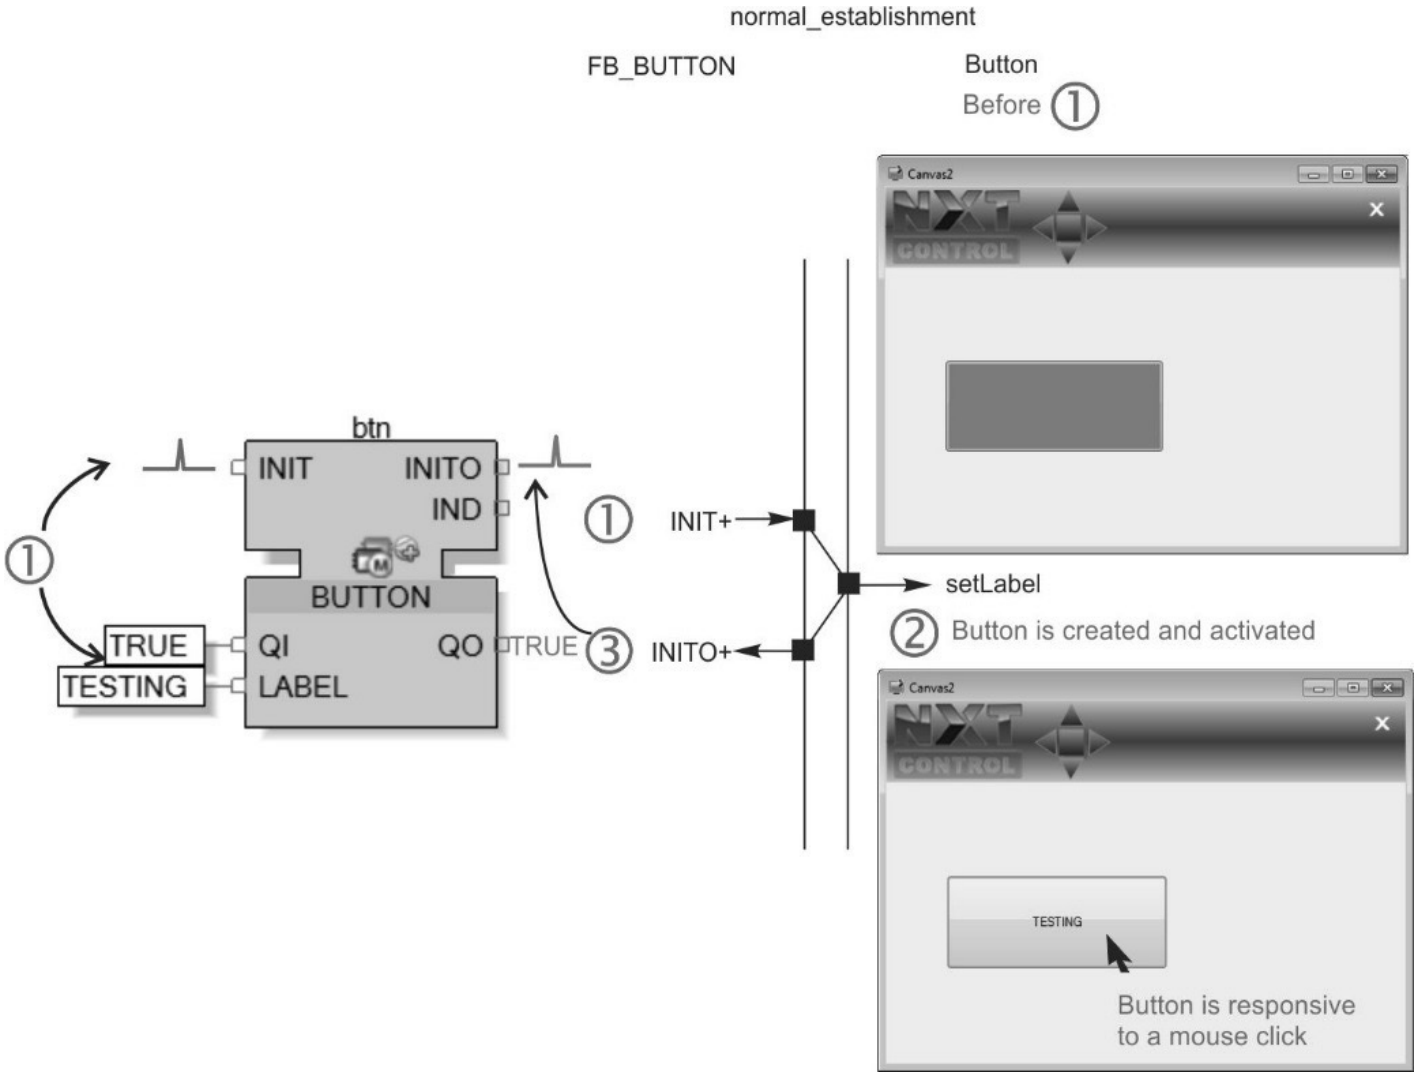 normal_establishment
FB_BUTTON
Button
Before ①
Canvas2
NXT
CONTROL
X
btn
INIT
INITO
IND
①
INIT+
①
M
BUTTON
setLabel
② Button is created and activated
TRUE
QI
QO
TRUE
③
INITO+
TESTING
LABEL
Canvas2
NXT
CONTROL
X
TESTING
Button is responsive
to a mouse click